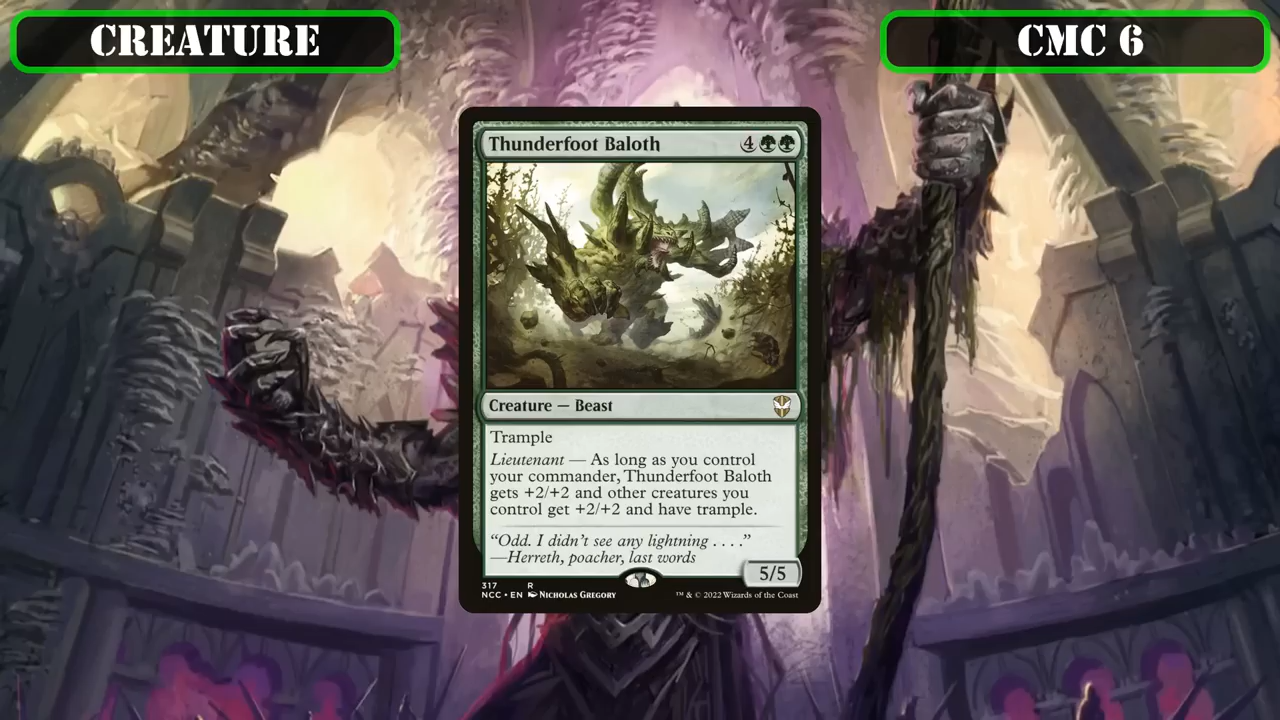 CREATURE
CMC 6
Thunderfoot Baloth 4
Creature — Beast
Trample
Lieutenant — As long as you control
your commander, Thunderfoot Baloth
gets +2/+2 and other creatures you
control get +2/+2 and have trample.
“Odd. I didn’t see any lightning . . . .”
—Herreth, poacher, last words
5/5
317 R
NCC • EN Nicholas Gregory
™ & © 2022 Wizards of the Coast